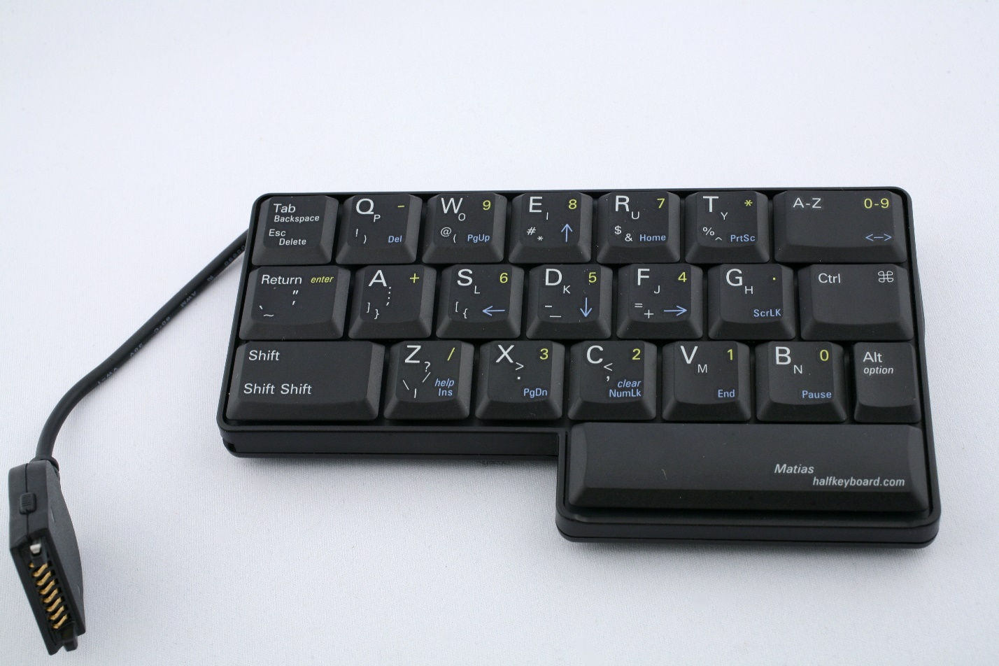 Tab
Backspace
Esc
Delete
Q P -
! ) Del
W O 9
@ ( PgUp
E I 8
# * ↑
R U 7
$ & Home
T Y *
% ^ PrtSc
A-Z 0-9
<-->
Return enter
" '
` ~
A ; : +
] }
S L 6
[ { ←
D K 5
- _ ↓
F J 4
= + →
G H .
ScrLK
Ctrl ⌘
Shift
Shift Shift
Z ? /
\ | / help
Ins
X > . 3
PgDn
C < , 2
clear
NumLk
V M 1
End
B N 0
Pause
Alt
option
Matias
halfkeyboard.com